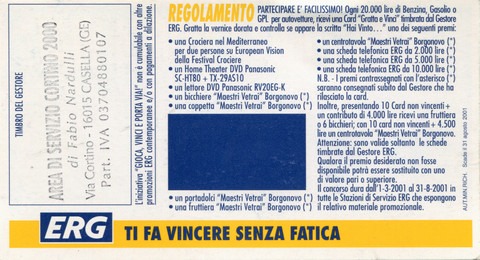 TIMBRO DEL GESTORE
AREA DI SERVIZIO CORTINO 2000
di Fabio Nardulli
Via Cortino - 16015 CASELLA (GE)
Part. IVA 03704880107
L'iniziativa "GIOCA, VINCI E PORTA VIA!" non è cumulabile con altre
promozioni ERG contemporanee e/o con pagamenti a dilazione.
REGOLAMENTO PARTECIPARE È FACILISSIMO! Ogni 20.000 lire di Benzina, Gasolio o
GPL per autovetture, ricevi una Card "Gratta e Vinci" timbrata dal Gestore
ERG. Gratta la vernice dorata e controlla se appare la scritta "Hai Vinto..." uno dei seguenti premi:
• una Crociera nel Mediterraneo
per due persone su European Vision
della Festival Crociere
• un Home Theater DVD Panasonic
SC-HT80 + TX-29AS10
• un lettore DVD Panasonic RV20EG-K
• un bicchiere "Maestri Vetrai" Borgonovo (*)
• una coppetta "Maestri Vetrai" Borgonovo (*)
• un portadolci "Maestri Vetrai" Borgonovo (*)
• una fruttiera "Maestri Vetrai" Borgonovo (*)
• un centrotavola "Maestri Vetrai" Borgonovo (*)
• una scheda telefonica ERG da 2.000 lire (*)
• una scheda telefonica ERG da 5.000 lire (*)
• una scheda telefonica ERG da 10.000 lire (*)
N.B. - I premi contrassegnati con l'asterisco (*)
saranno consegnati subito dal Gestore che ha
rilasciato la card.
Inoltre, presentando 10 Card non vincenti+
un contributo di 4.000 lire ricevi una fruttiera
o 6 bicchieri; con 10 card non vincenti + 4.500
lire un centrotavola "Maestri Vetrai" Borgonovo.
Attenzione: sono valide soltanto le schede
timbrate dal Gestore ERG.
Qualora il premio desiderato non fosse
disponibile potrà essere sostituito con uno
di valore pari o superiore.
Il concorso dura dall'1-3-2001 al 31-8-2001 in
tutte le Stazioni di Servizio ERG che espongono
il relativo materiale promozionale.
AUT.MIN.RICH. Scade il 31 agosto 2001
ERG TI FA VINCERE SENZA FATICA